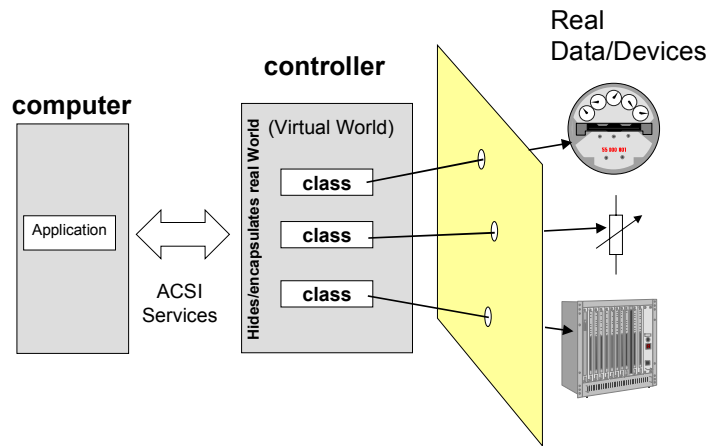 Real
Data/Devices
controller
computer
(Virtual World)
Hides/encapsulates real World
class
class
class
Application
ACSI
Services
55 000 001